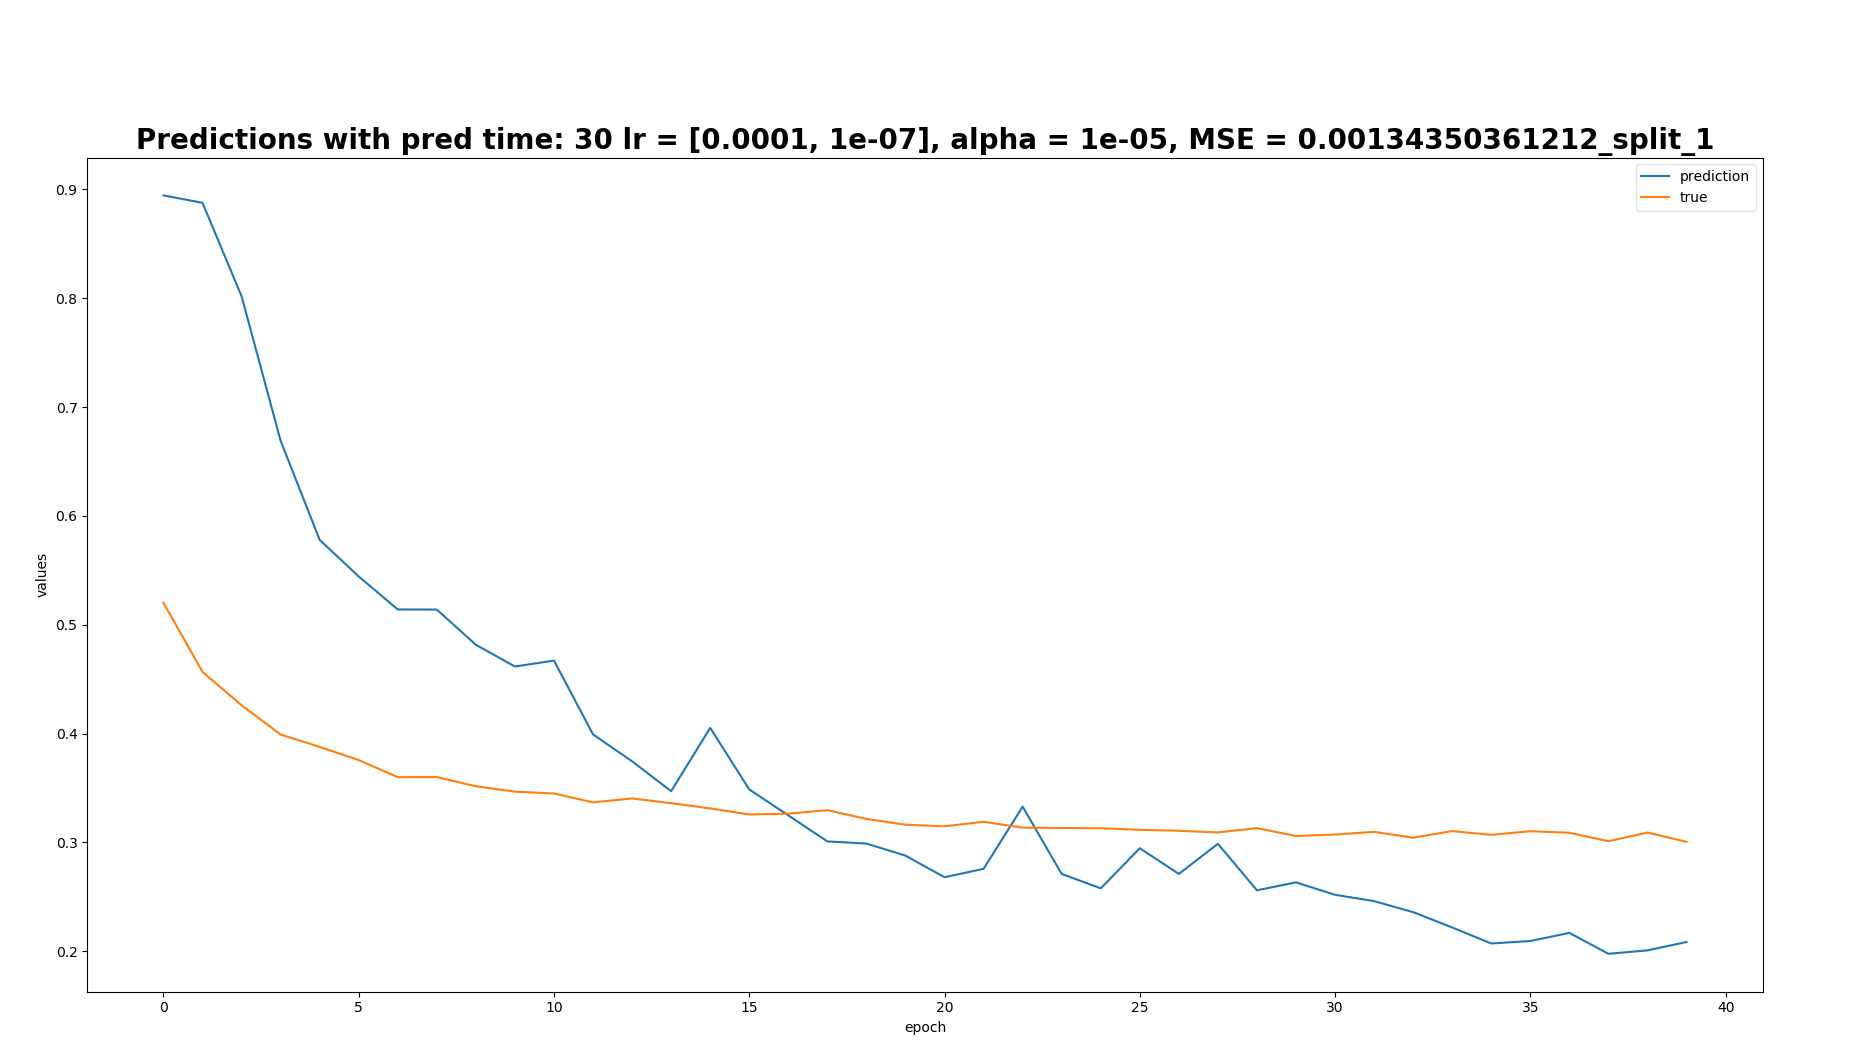 Predictions with pred time: 30 lr = [0.0001, 1e-07], alpha = 1e-05, MSE = 0.00134350361212_split_1
prediction
true
0.9
0.8
0.7
0.6
0.5
0.4
0.3
0.2
values
0 5 10 15 20 25 30 35 40
epoch